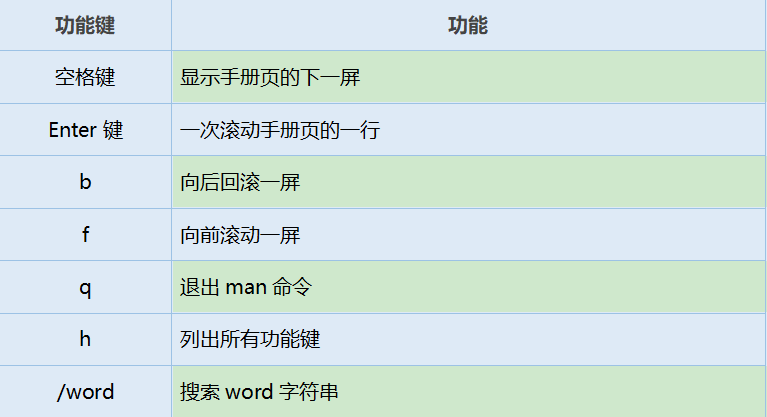 功能键 功能
空格键 显示手册页的下一屏
Enter 键 一次滚动手册页的一行
b 向后回滚一屏
f 向前滚动一屏
q 退出 man 命令
h 列出所有功能键
/word 搜索 word 字符串